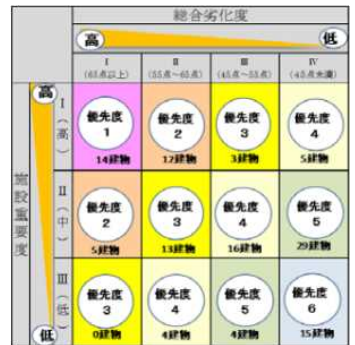 総合劣化度
高 低
I II III IV
(65点以上) (55点～65点) (45点～55点) (45点未満)
施設重要度
高
I（高）
優先度 優先度 優先度 優先度
1 2 3 4
14建物 12建物 3建物 5建物
II（中）
優先度 優先度 優先度 優先度
2 3 4 5
5建物 13建物 16建物 29建物
III（低）
優先度 優先度 優先度 優先度
3 4 5 6
0建物 4建物 4建物 15建物
低